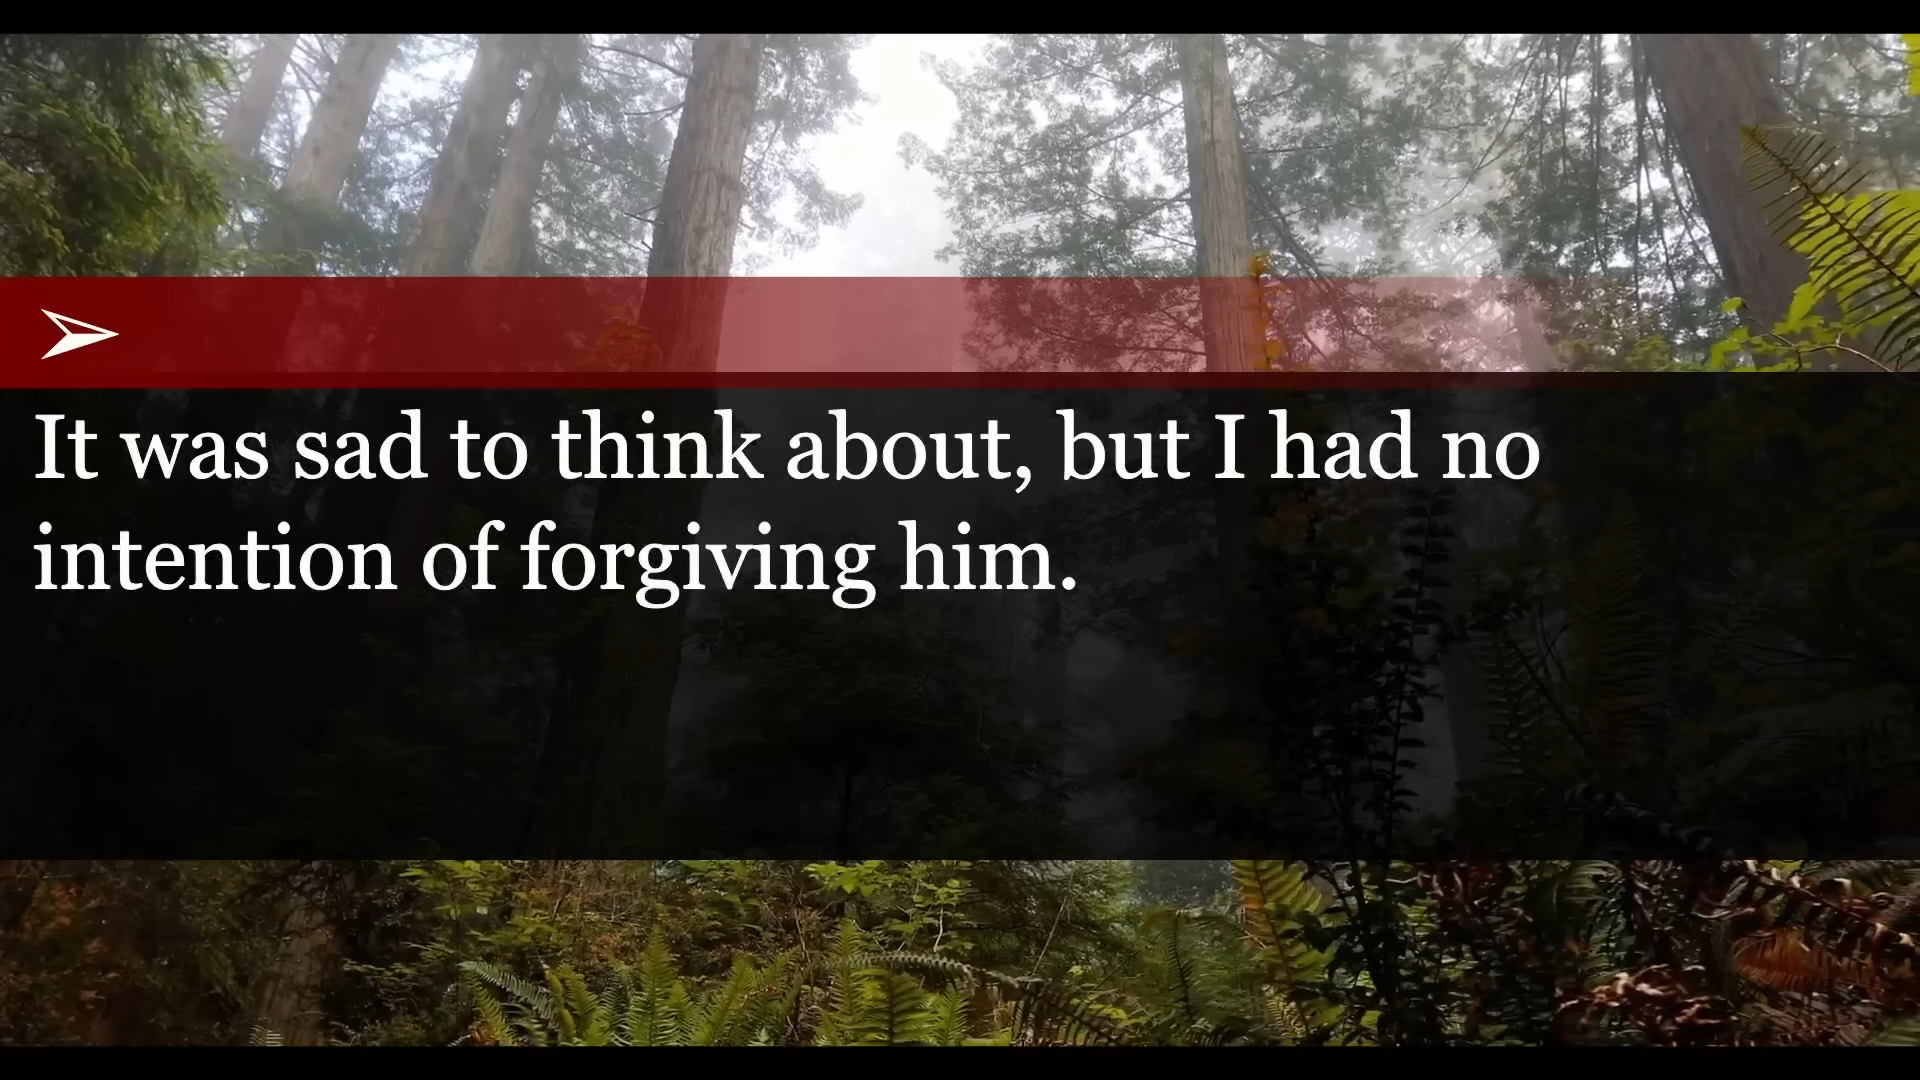 It was sad to think about, but I had no
intention of forgiving him.